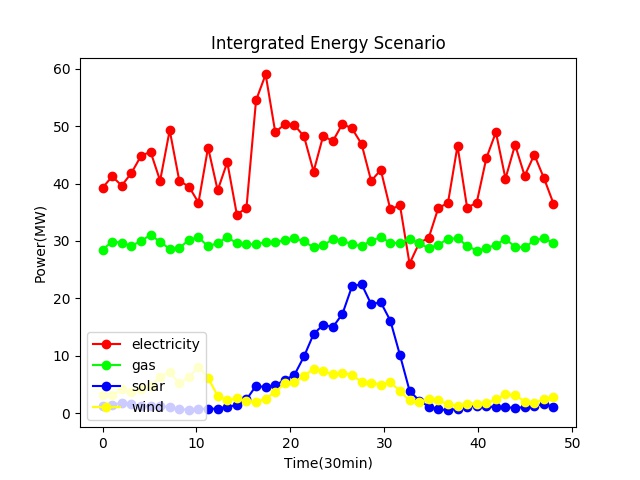 Intergrated Energy Scenario
Power(MW)
60
50
40
30
20
10
0
electricity
gas
solar
wind
0 10 20 30 40 50
Time(30min)